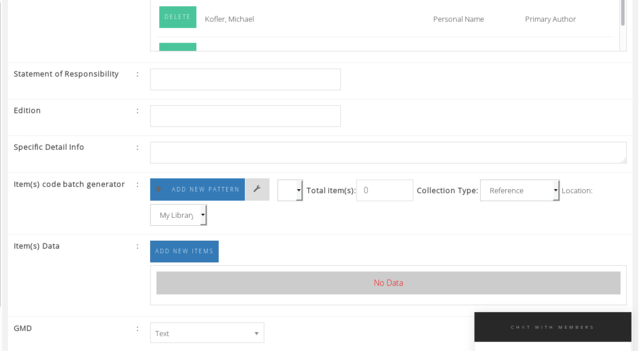 DELETE Kofler, Michael Personal Name Primary Author
Statement of Responsibility :
Edition :
Specific Detail Info :
Item(s) code batch generator : ADD NEW PATTERN Total item(s): 0 Collection Type: Reference Location:
My Library
Item(s) Data : ADD NEW ITEMS
No Data
GMD : Text
CHAT WITH MEMBERS